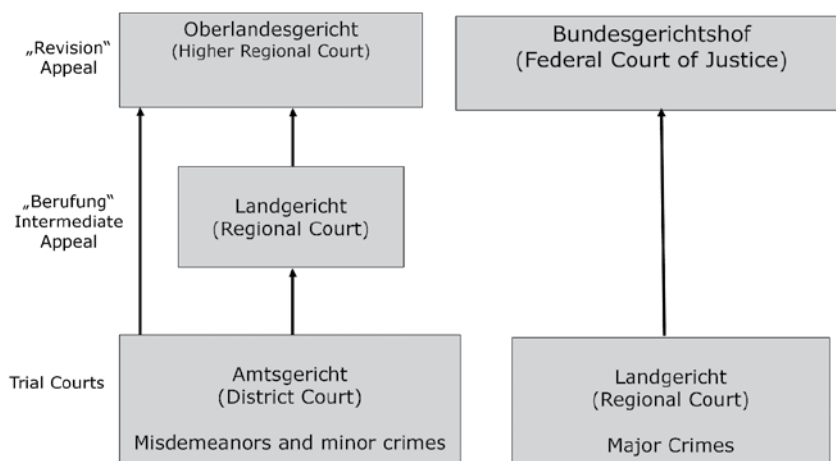 „Revision“
Appeal
Oberlandesgericht
(Higher Regional Court)
Bundesgerichtshof
(Federal Court of Justice)
„Berufung“
Intermediate
Appeal
Landgericht
(Regional Court)
Trial Courts
Amtsgericht
(District Court)
Misdemeanors and minor crimes
Landgericht
(Regional Court)
Major Crimes